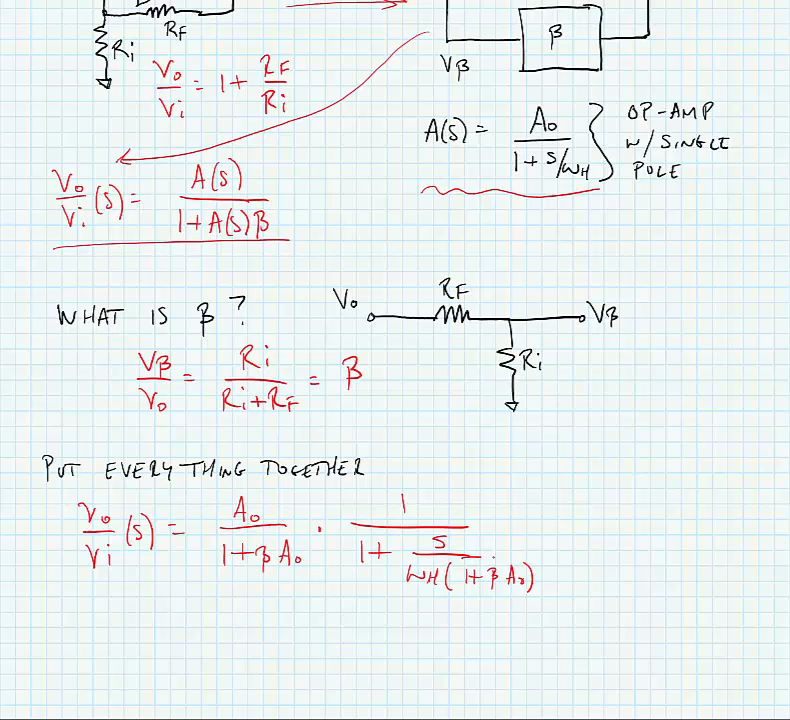 RF
Ri
β
Vβ
Vo/Vi = 1 + RF/Ri
A(s) = Ao/(1 + s/ωH) } OP-AMP W/ SINGLE POLE
Vo/Vi (s) = A(s)/(1 + A(s)β)
WHAT IS β ?
Vo
RF
Vβ
Ri
Vβ/Vo = Ri/(Ri + RF) = β
PUT EVERYTHING TOGETHER
Vo/Vi (s) = Ao/(1 + βAo) · 1/(1 + s/(ωH(1 + βAo)))